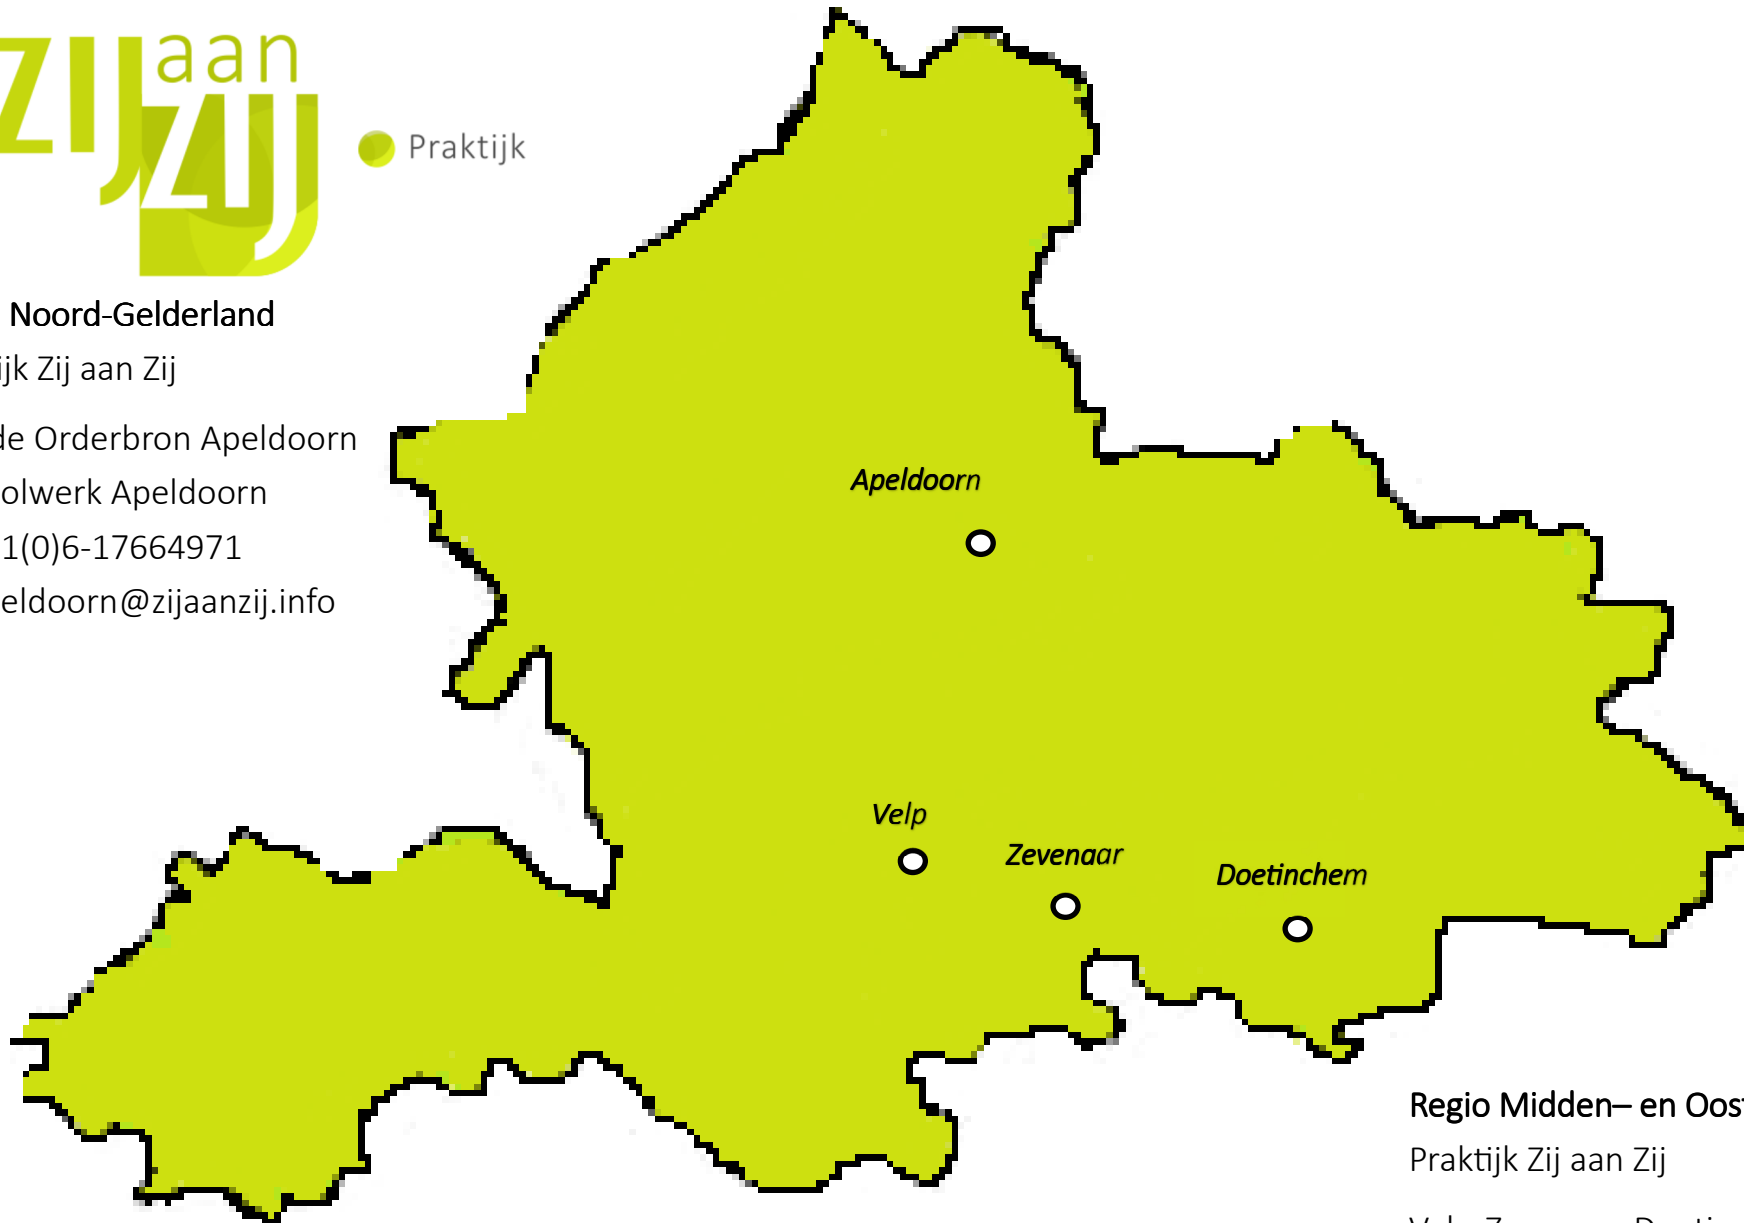 ZIJ aan ZIJ
Praktijk
Noord-Gelderland
ijk Zij aan Zij
de Orderbron Apeldoorn
olwerk Apeldoorn
1(0)6-17664971
eldoorn@zijaanzij.info
Apeldoorn
Velp
Zevenaar
Doetinchem
Regio Midden– en Oos
Praktijk Zij aan Zij